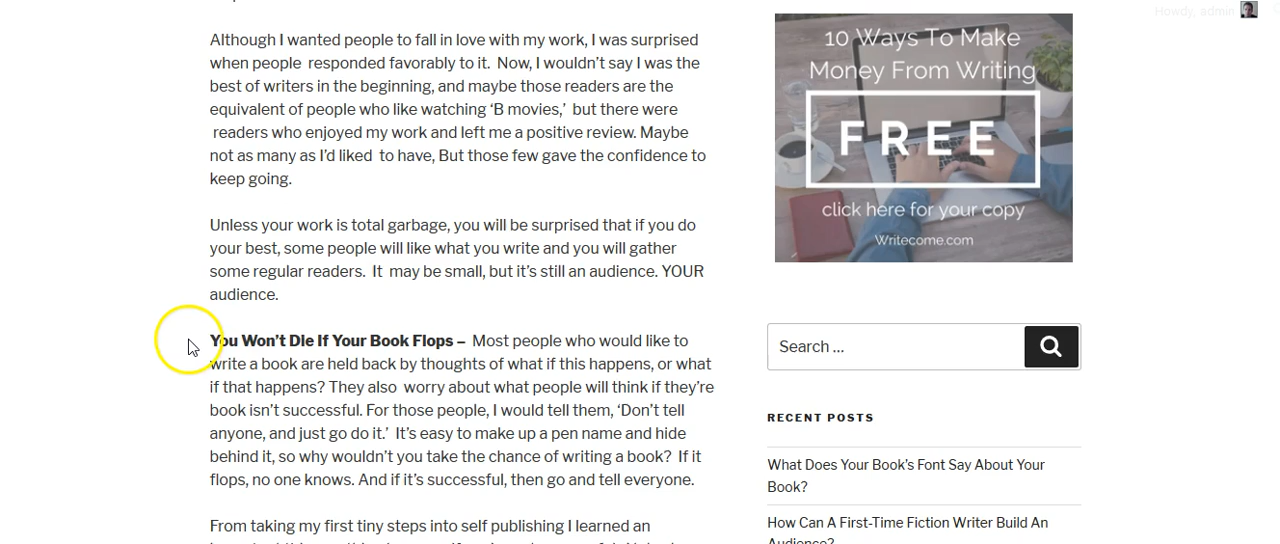 Howdy, admin
Although I wanted people to fall in love with my work, I was surprised
when people  responded favorably to it.  Now, I wouldn't say I was the
best of writers in the beginning, and maybe those readers are the
equivalent of people who like watching 'B movies,'  but there were
readers who enjoyed my work and left me a positive review. Maybe
not as many as I'd liked  to have, But those few gave the confidence to
keep going.
Unless your work is total garbage, you will be surprised that if you do
your best, some people will like what you write and you will gather
some regular readers.  It  may be small, but it's still an audience. YOUR
audience.
You Won't Die If Your Book Flops –  Most people who would like to
write a book are held back by thoughts of what if this happens, or what
if that happens? They also  worry about what people will think if they're
book isn't successful. For those people, I would tell them, 'Don't tell
anyone, and just go do it.'  It's easy to make up a pen name and hide
behind it, so why wouldn't you take the chance of writing a book?  If it
flops, no one knows. And if it's successful, then go and tell everyone.
From taking my first tiny steps into self publishing I learned an
10 Ways To Make
Money From Writing
FREE
click here for your copy
Writecome.com
Search …
RECENT POSTS
What Does Your Book's Font Say About Your
Book?
How Can A First-Time Fiction Writer Build An
Audience?